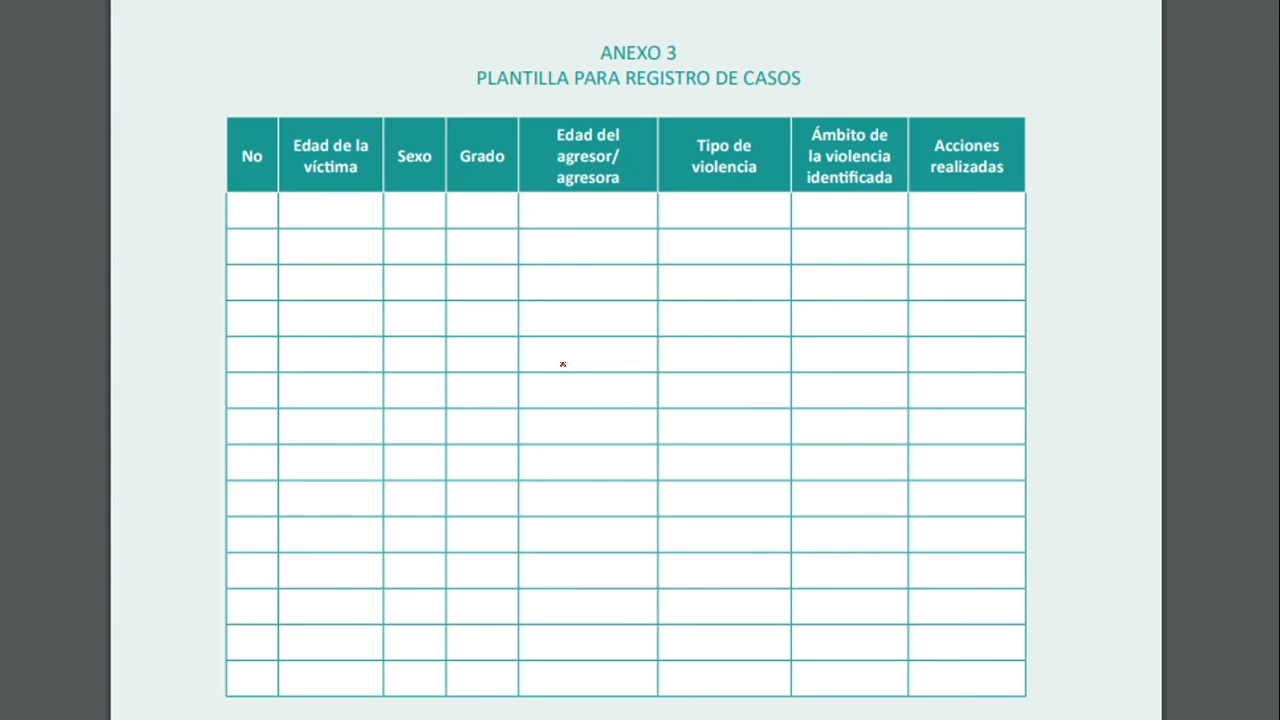 ANEXO 3
PLANTILLA PARA REGISTRO DE CASOS
No
Edad de la
víctima
Sexo
Grado
Edad del
agresor/
agresora
Tipo de
violencia
Ámbito de
la violencia
identificada
Acciones
realizadas